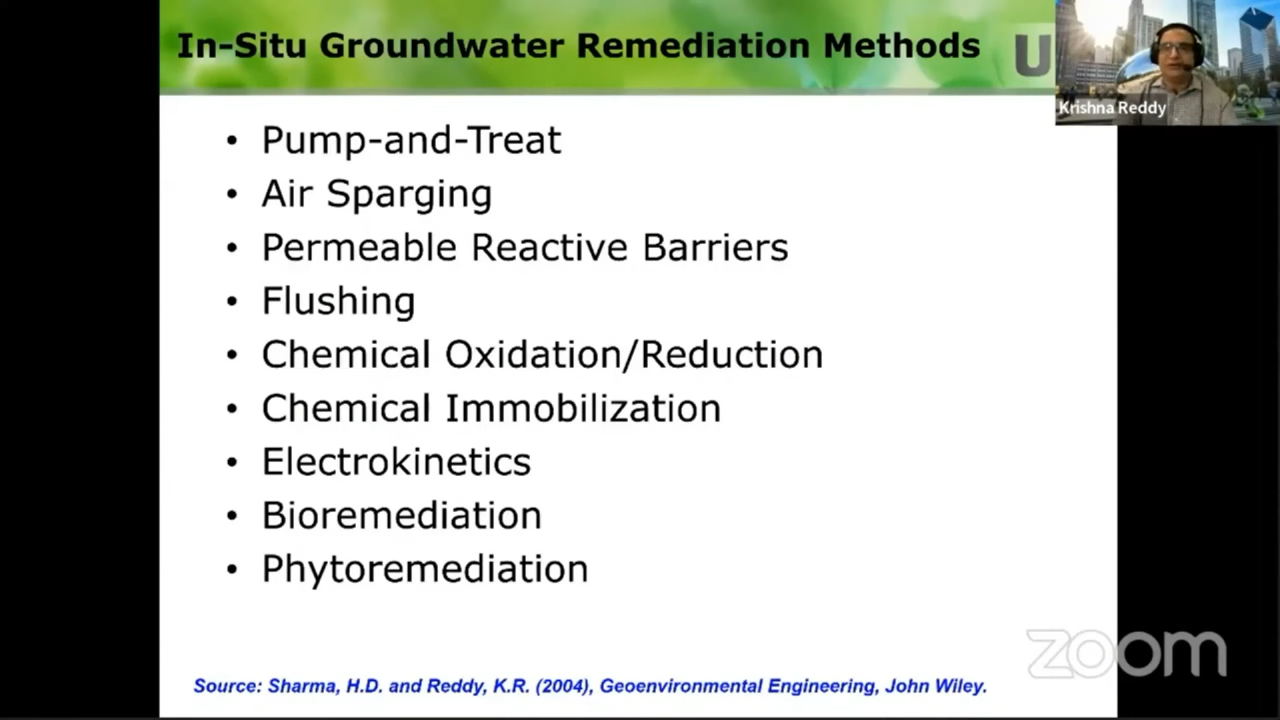 In-Situ Groundwater Remediation Methods
U
Krishna Reddy
• Pump-and-Treat
• Air Sparging
• Permeable Reactive Barriers
• Flushing
• Chemical Oxidation/Reduction
• Chemical Immobilization
• Electrokinetics
• Bioremediation
• Phytoremediation
zoom
Source: Sharma, H.D. and Reddy, K.R. (2004), Geoenvironmental Engineering, John Wiley.